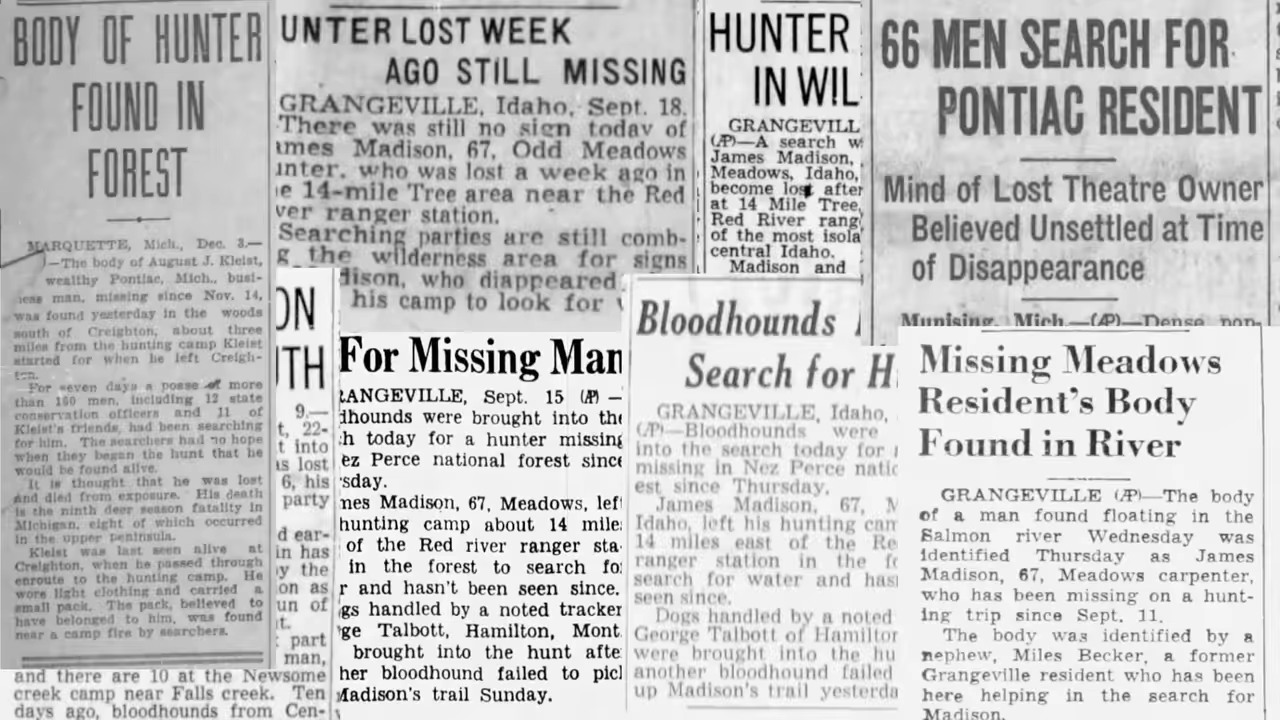 BODY OF HUNTER
FOUND IN
FOREST
MARQUETTE, Mich., Dec. 3.—
—The body of August J. Kleist,
wealthy Pontiac, Mich., busi-
ness man, missing since Nov. 14,
was found yesterday in the woods
south of Creighton, about three
miles from the hunting camp Kleist
started for when he left Creigh-
ton.
For seven days a posse of more
than 160 men, including 12 state
conservation officers and 11 of
Kleist's friends, had been searching
for him. The searchers had no hope
when they began the hunt that he
would be found alive.
It is thought that he was lost
and died from exposure. His death
is the ninth deer season fatality in
Michigan, eight of which occurred
in the upper peninsula.
Kleist was last seen alive at
Creighton, when he passed through
enroute to the hunting camp. He
wore light clothing and carried a
small pack. The pack, believed to
have belonged to him, was found
near a camp fire by searchers.
and there are 10 at the Newsome
creek camp near Falls creek. Ten
days ago, bloodhounds from Cen-
UNTER LOST WEEK
AGO STILL MISSING
GRANGEVILLE, Idaho, Sept. 18.
There was still no sign today of
ames Madison, 67, Odd Meadows
unter, who was lost a week ago in
e 14-mile Tree area near the Red
ver ranger station.
Searching parties are still comb-
g the wilderness area for signs
dison, who diappeared
his camp to look for
ON
TH
9.—
t, 22-
t into
as lost
6, his
party
d ear-
in has
y the
on as
un of
t.
part
man,
For Missing Man
RANGEVILLE, Sept. 15 (AP) —
dhounds were brought into the
h today for a hunter missing
ez Perce national forest since
sday.
mes Madison, 67, Meadows, left
hunting camp about 14 mile
of the Red river ranger sta
in the forest to search fo
r and hasn't been seen since.
gs handled by a noted tracker
ge Talbott, Hamilton, Mont
brought into the hunt afte
her bloodhound failed to pic
Madison's trail Sunday.
HUNTER
IN WIL
GRANGEVILL
(AP)—A search w
James Madison,
Meadows, Idaho,
become lost after
at 14 Mile Tree,
Red River rang
of the most isola
central Idaho.
Madison and
Bloodhounds
Search for H
GRANGEVILLE, Idaho,
(AP)—Bloodhounds were
into the search today for
missing in Nez Perce natic
est since Thursday.
James Madison, 67, M
Idaho, left his hunting cam
14 miles east of the Re
ranger station in the fo
search for water and has
seen since.
Dogs handled by a noted
George Talbott of Hamilton
were brought into the hu
another bloodhound failed
up Madison's trail yesterda
66 MEN SEARCH FOR
PONTIAC RESIDENT
Mind of Lost Theatre Owner
Believed Unsettled at Time
of Disappearance
Munising, Mich.—(AP)—Dense pop-
Missing Meadows
Resident's Body
Found in River
GRANGEVILLE (AP)—The body
of a man found floating in the
Salmon river Wednesday was
identified Thursday as James
Madison, 67, Meadows carpenter,
who has been missing on a hunt-
ing trip since Sept. 11.
The body was identified by a
nephew, Miles Becker, a former
Grangeville resident who has been
here helping in the search for
Madison.